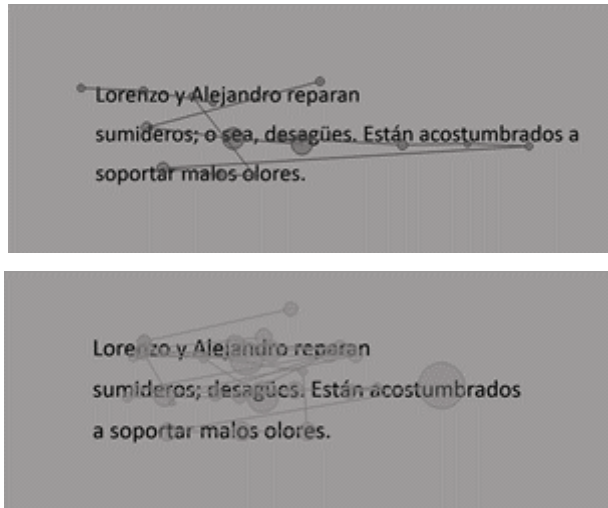 Lorenzo y Alejandro reparan
sumideros; o sea, desagües. Están acostumbrados a
soportar malos olores.
Lorenzo y Alejandro reparan
sumideros; desagües. Están acostumbrados
a soportar malos olores.